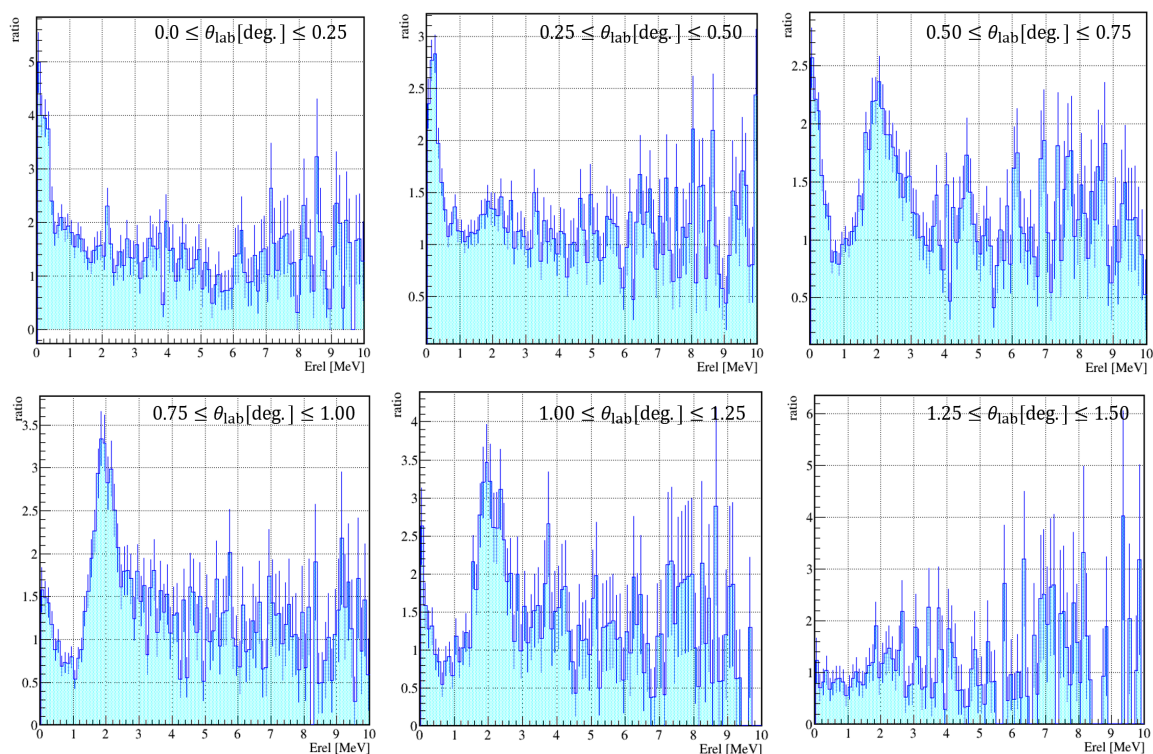 ratio
0.0 ≤ θlab[deg.] ≤ 0.25
5
4
3
2
1
0
0 1 2 3 4 5 6 7 8 9 10
Erel [MeV]
ratio
0.25 ≤ θlab[deg.] ≤ 0.50
3
2.5
2
1.5
1
0.5
0 1 2 3 4 5 6 7 8 9 10
Erel [MeV]
ratio
0.50 ≤ θlab[deg.] ≤ 0.75
2.5
2
1.5
1
0.5
0 1 2 3 4 5 6 7 8 9 10
Erel [MeV]
ratio
0.75 ≤ θlab[deg.] ≤ 1.00
3.5
3
2.5
2
1.5
1
0.5
0
0 1 2 3 4 5 6 7 8 9 10
Erel [MeV]
ratio
1.00 ≤ θlab[deg.] ≤ 1.25
4
3.5
3
2.5
2
1.5
1
0.5
0
0 1 2 3 4 5 6 7 8 9 10
Erel [MeV]
ratio
1.25 ≤ θlab[deg.] ≤ 1.50
6
5
4
3
2
1
0
0 1 2 3 4 5 6 7 8 9 10
Erel [MeV]